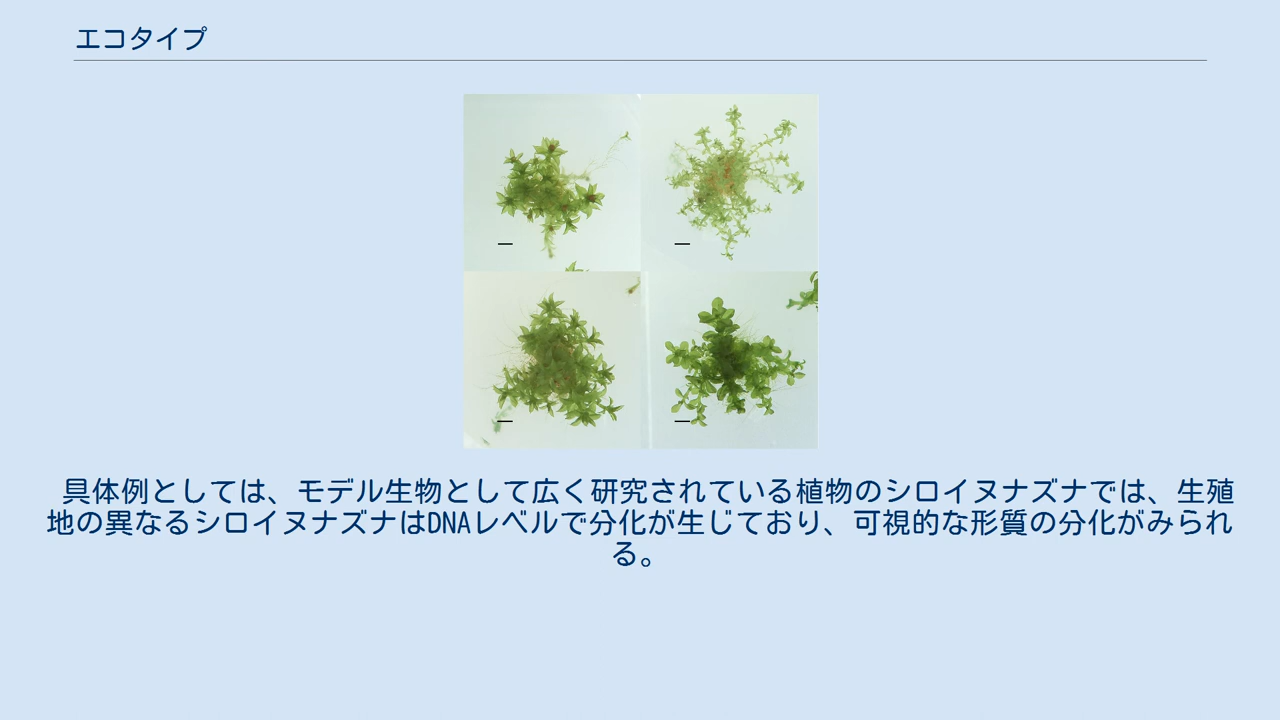 エコタイプ
具体例としては、モデル生物として広く研究されている植物のシロイヌナズナでは、生殖
地の異なるシロイヌナズナはDNAレベルで分化が生じており、可視的な形質の分化がみられ
る。